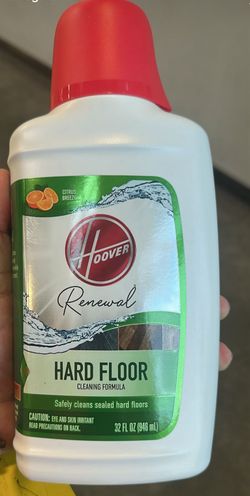 CITRUS
BREEZE
HOOVER
Renewal
HARD FLOOR
CLEANING FORMULA
Safely cleans sealed hard floors
CAUTION: EYE AND SKIN IRRITANT
READ PRECAUTIONS ON BACK.
32 FL OZ (946 mL)